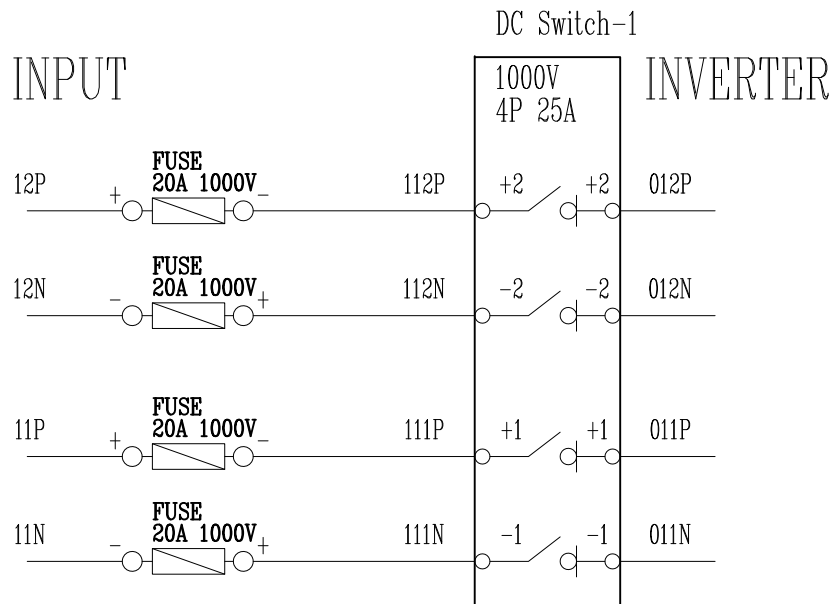 DC Switch-1
INPUT
1000V
4P 25A
INVERTER
FUSE
20A 1000V
12P + - 112P +2 +2 012P
FUSE
20A 1000V
12N - + 112N -2 -2 012N
FUSE
20A 1000V
11P + - 111P +1 +1 011P
FUSE
20A 1000V
11N - + 111N -1 -1 011N